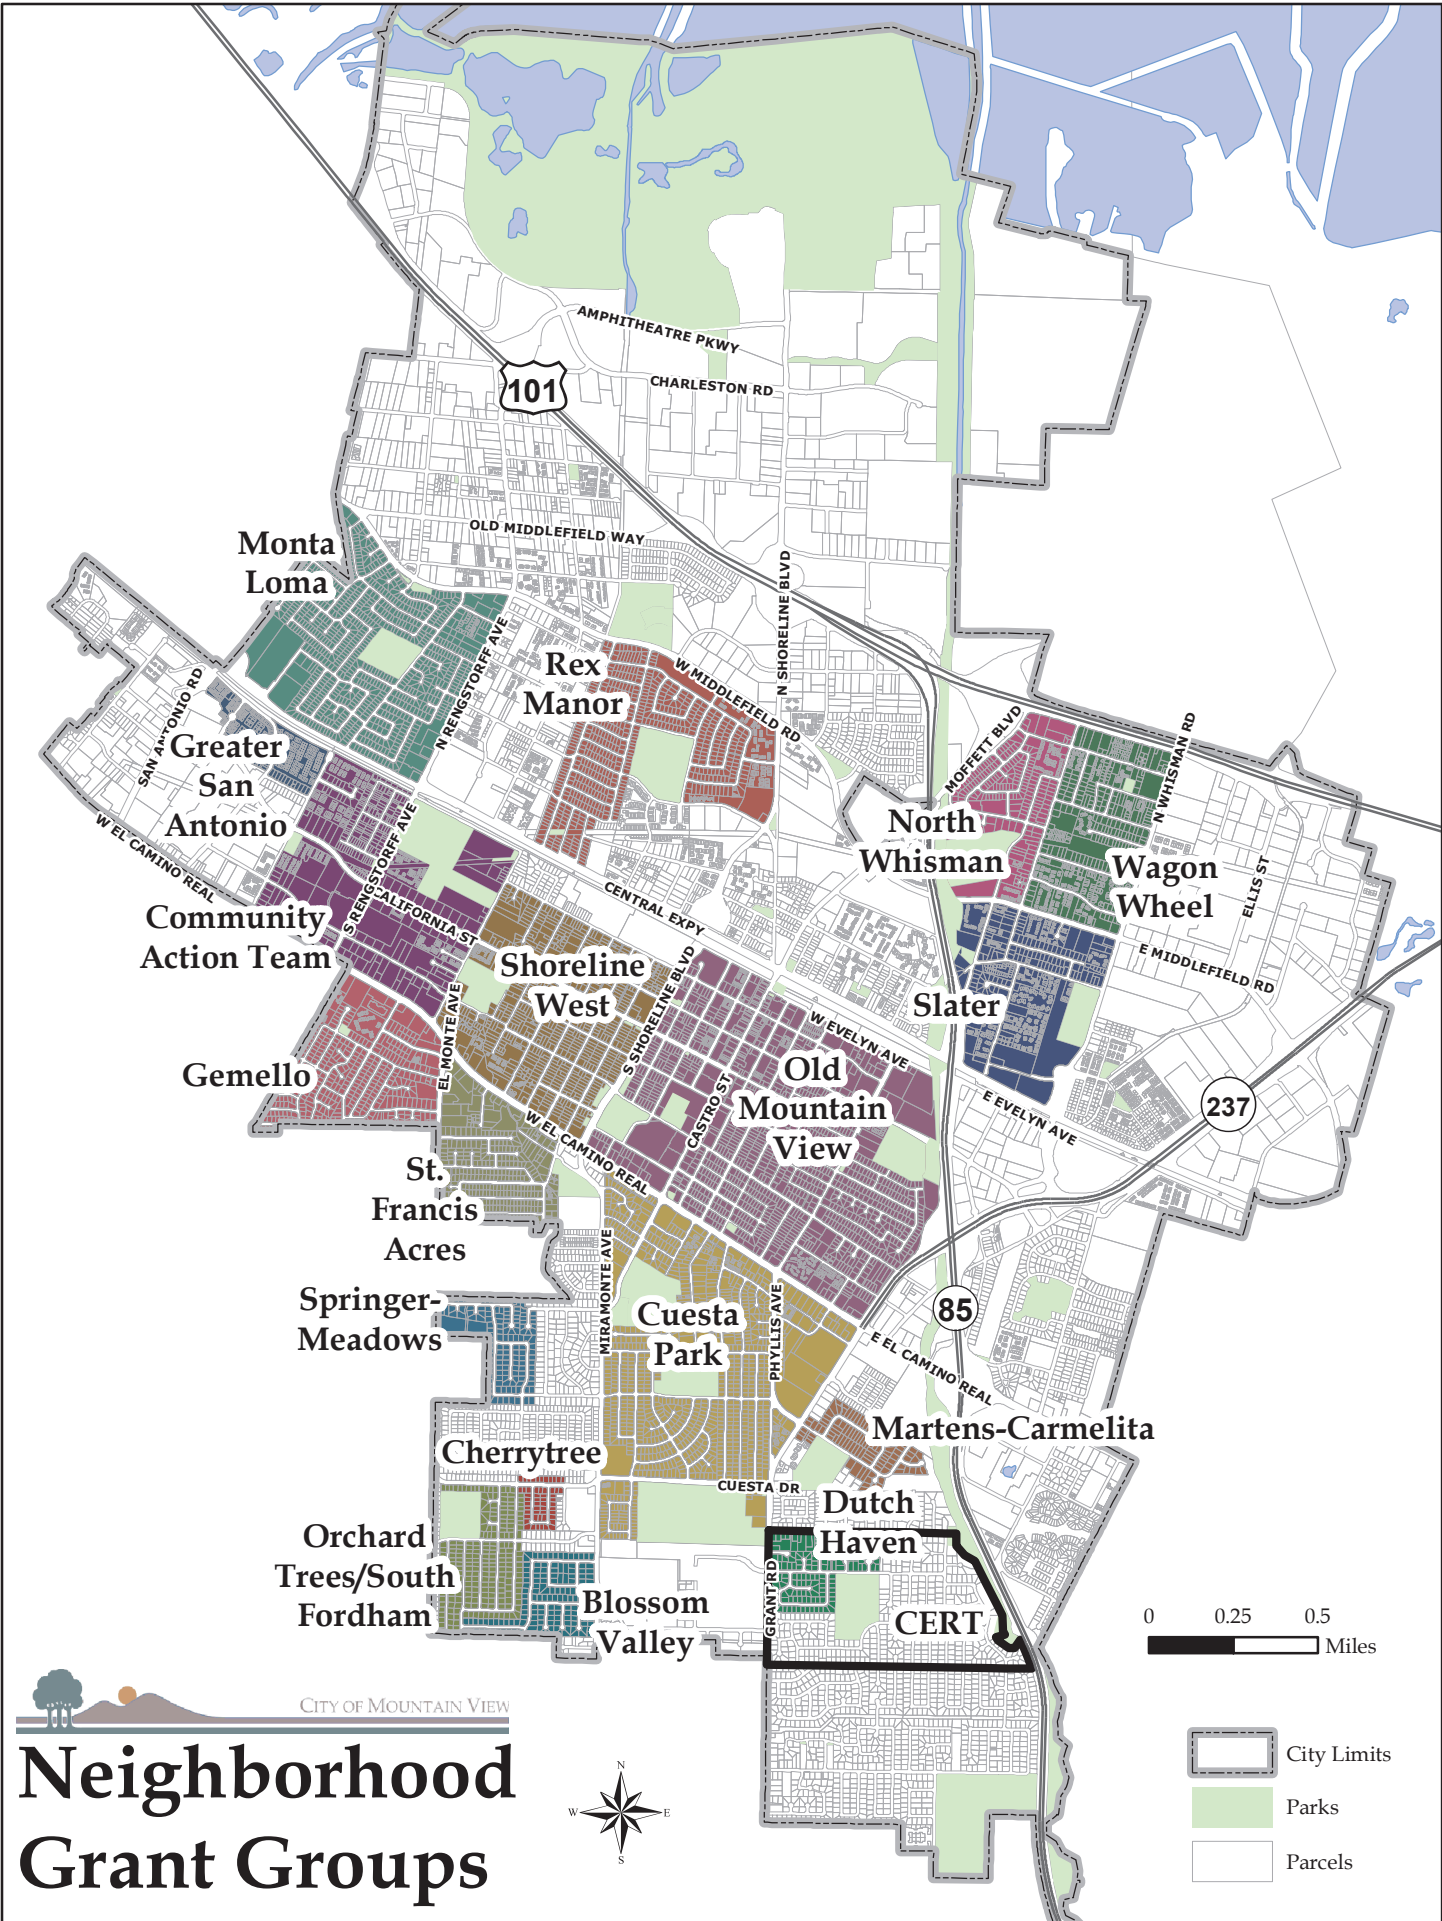 AMPHITHEATRE PKWY
CHARLESTON RD
101
OLD MIDDLEFIELD WAY
Monta
Loma
N SHORELINE BLVD
N RENGSTORFF AVE
Rex
Manor
W MIDDLEFIELD RD
SAN ANTONIO RD
Greater
San
Antonio
MOFFETT BLVD
N WHISMAN RD
North
Whisman
Wagon
Wheel
ELLIS ST
W EL CAMINO REAL
S RENGSTORFF AVE
CALIFORNIA ST
CENTRAL EXPY
Community
Action Team
Shoreline
West
S SHORELINE BLVD
E MIDDLEFIELD RD
Slater
W EVELYN AVE
EL MONTE AVE
Gemello
Old
Mountain
View
CASTRO ST
E EVELYN AVE
237
W EL CAMINO REAL
St.
Francis
Acres
MIRAMONTE AVE
Springer-
Meadows
Cuesta
Park
PHYLLIS AVE
85
E EL CAMINO REAL
Martens-Carmelita
Cherrytree
CUESTA DR
Dutch
Haven
Orchard
Trees/South
Fordham
Blossom
Valley
GRANT RD
CERT
0 0.25 0.5
Miles
CITY OF MOUNTAIN VIEW
Neighborhood
Grant Groups
N
W E
S
City Limits
Parks
Parcels